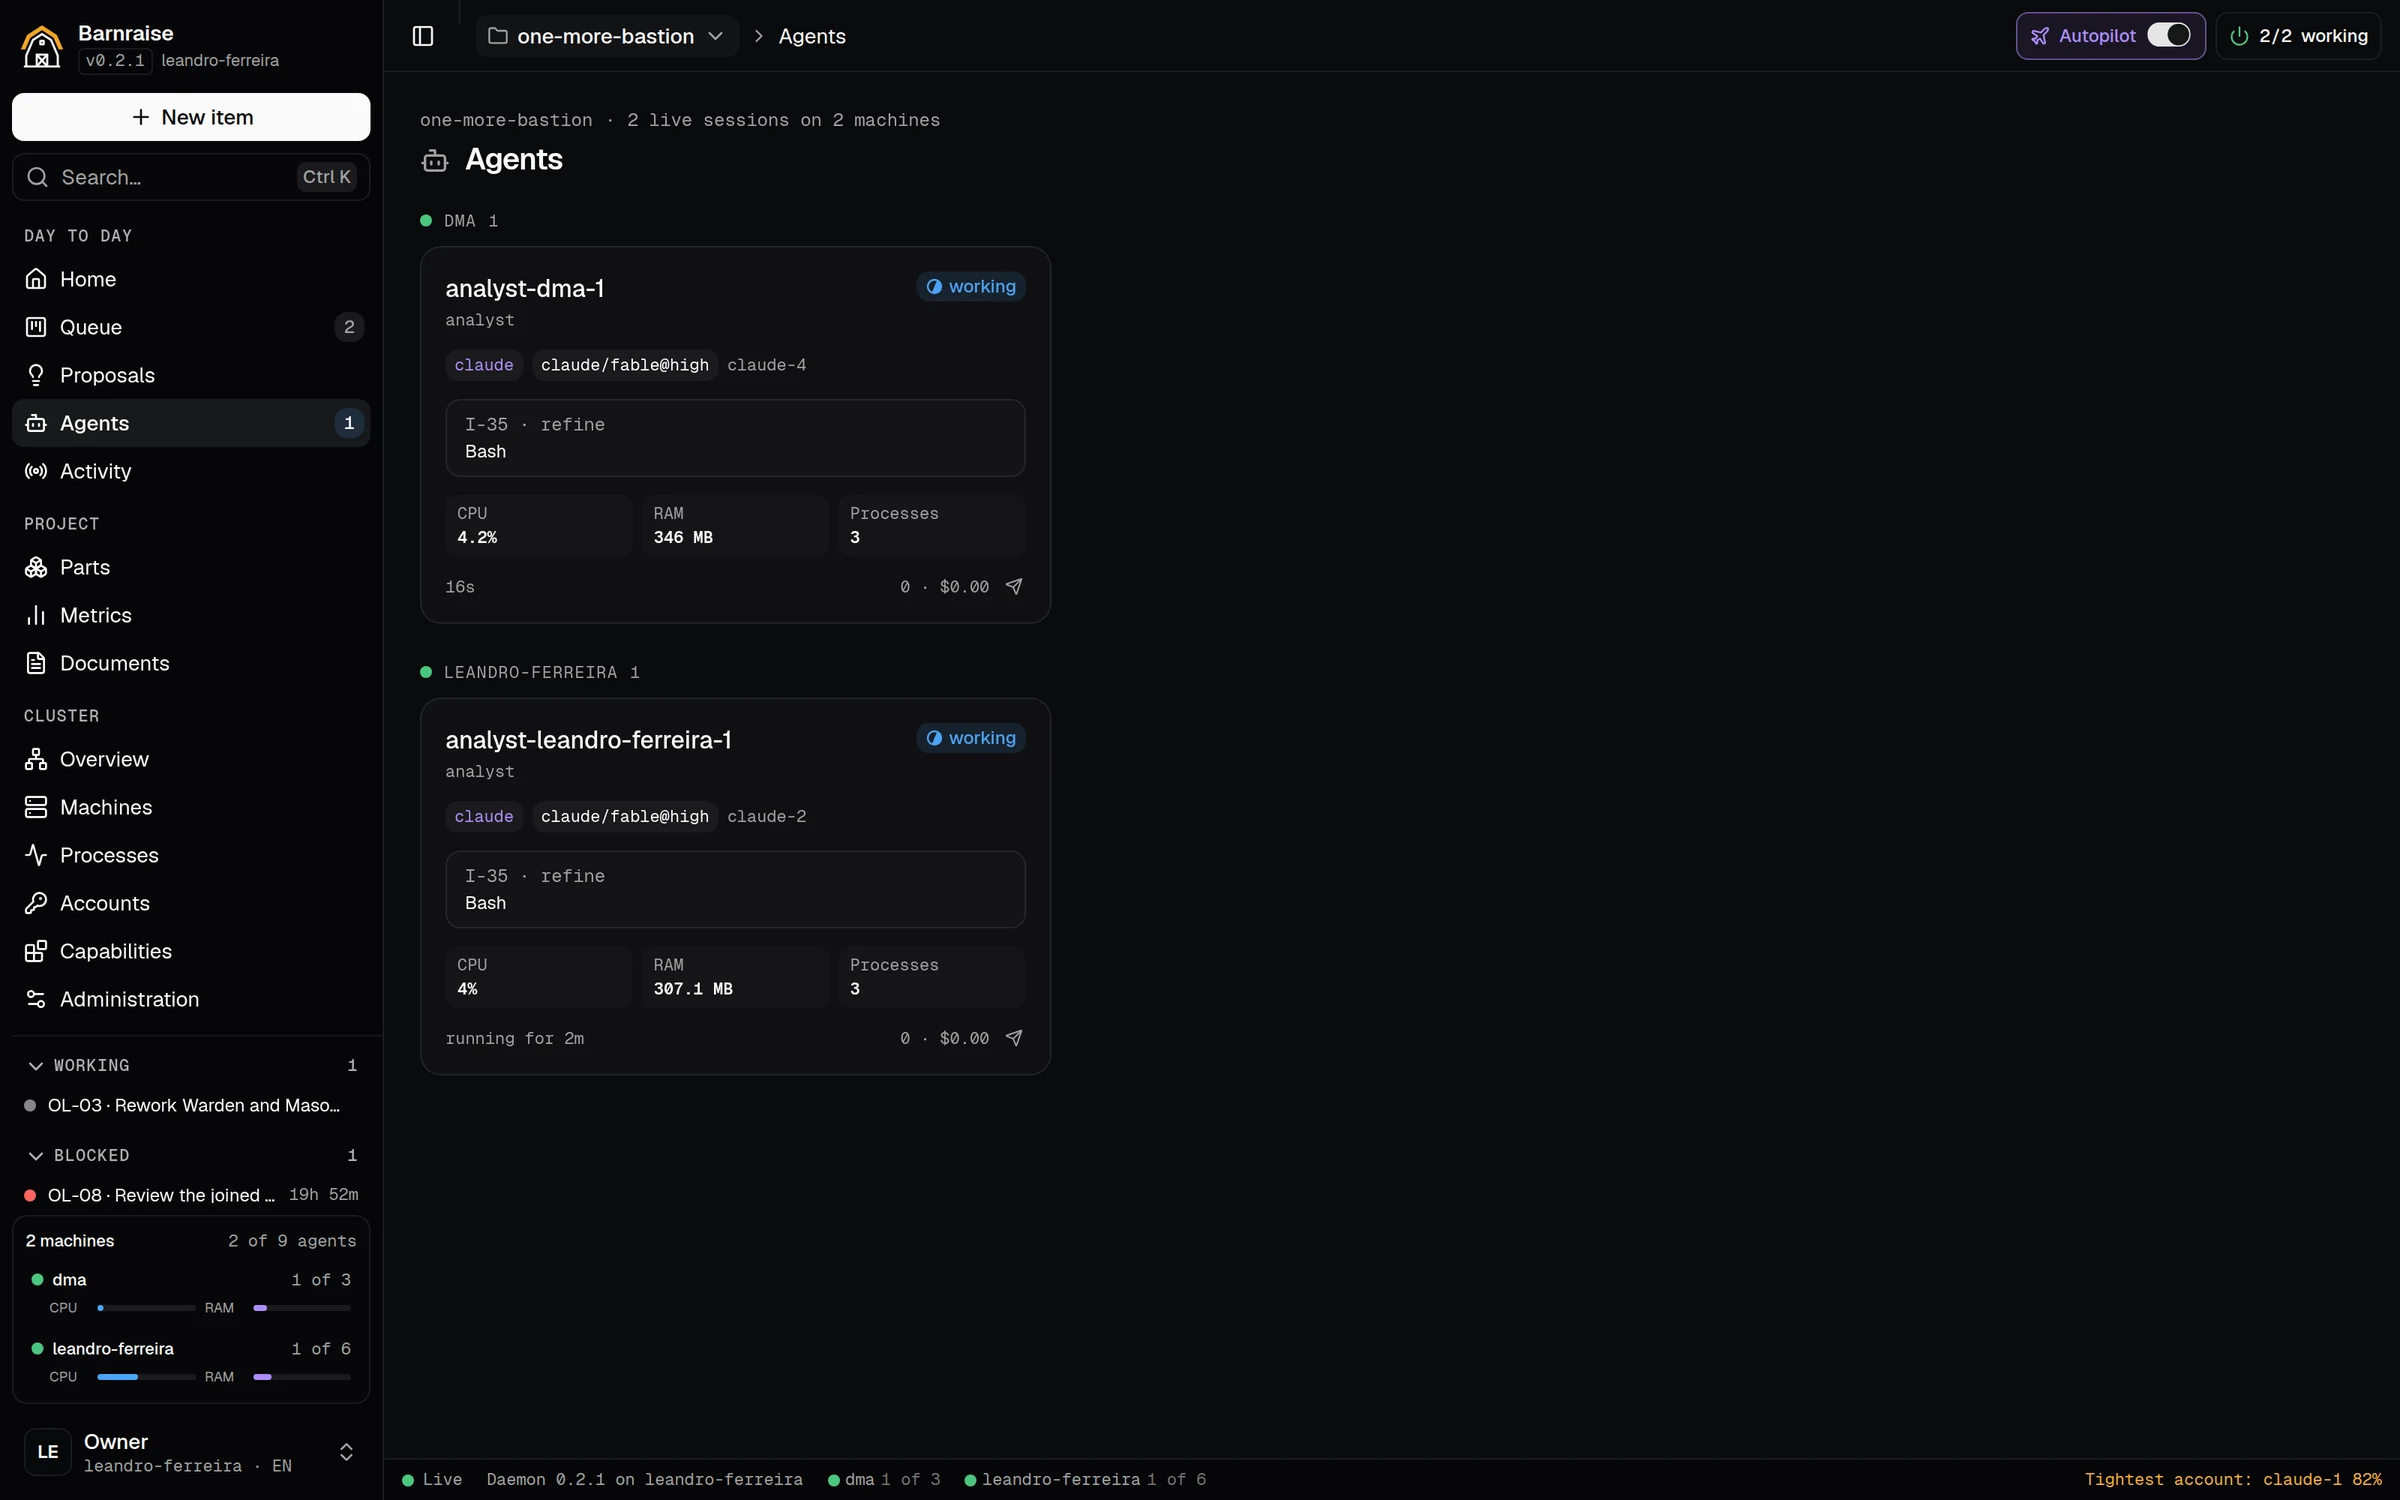 Barnraise
v0.2.1 leandro-ferreira
New item
Search... Ctrl K
DAY TO DAY
Home
Queue 2
Proposals
Agents 1
Activity
PROJECT
Parts
Metrics
Documents
CLUSTER
Overview
Machines
Processes
Accounts
Capabilities
Administration
WORKING 1
OL-03 · Rework Warden and Maso...
BLOCKED 1
OL-08 · Review the joined ... 19h 52m
2 machines 2 of 9 agents
dma 1 of 3
CPU RAM
leandro-ferreira 1 of 6
CPU RAM
LE Owner
leandro-ferreira · EN
one-more-bastion > Agents
Autopilot 2/2 working
one-more-bastion · 2 live sessions on 2 machines
Agents
DMA 1
analyst-dma-1 working
analyst
claude claude/fable@high claude-4
I-35 · refine
Bash
CPU RAM Processes
4.2% 346 MB 3
16s 0 · $0.00
LEANDRO-FERREIRA 1
analyst-leandro-ferreira-1 working
analyst
claude claude/fable@high claude-2
I-35 · refine
Bash
CPU RAM Processes
4% 307.1 MB 3
running for 2m 0 · $0.00
Live Daemon 0.2.1 on leandro-ferreira dma 1 of 3 leandro-ferreira 1 of 6 Tightest account: claude-1 82%